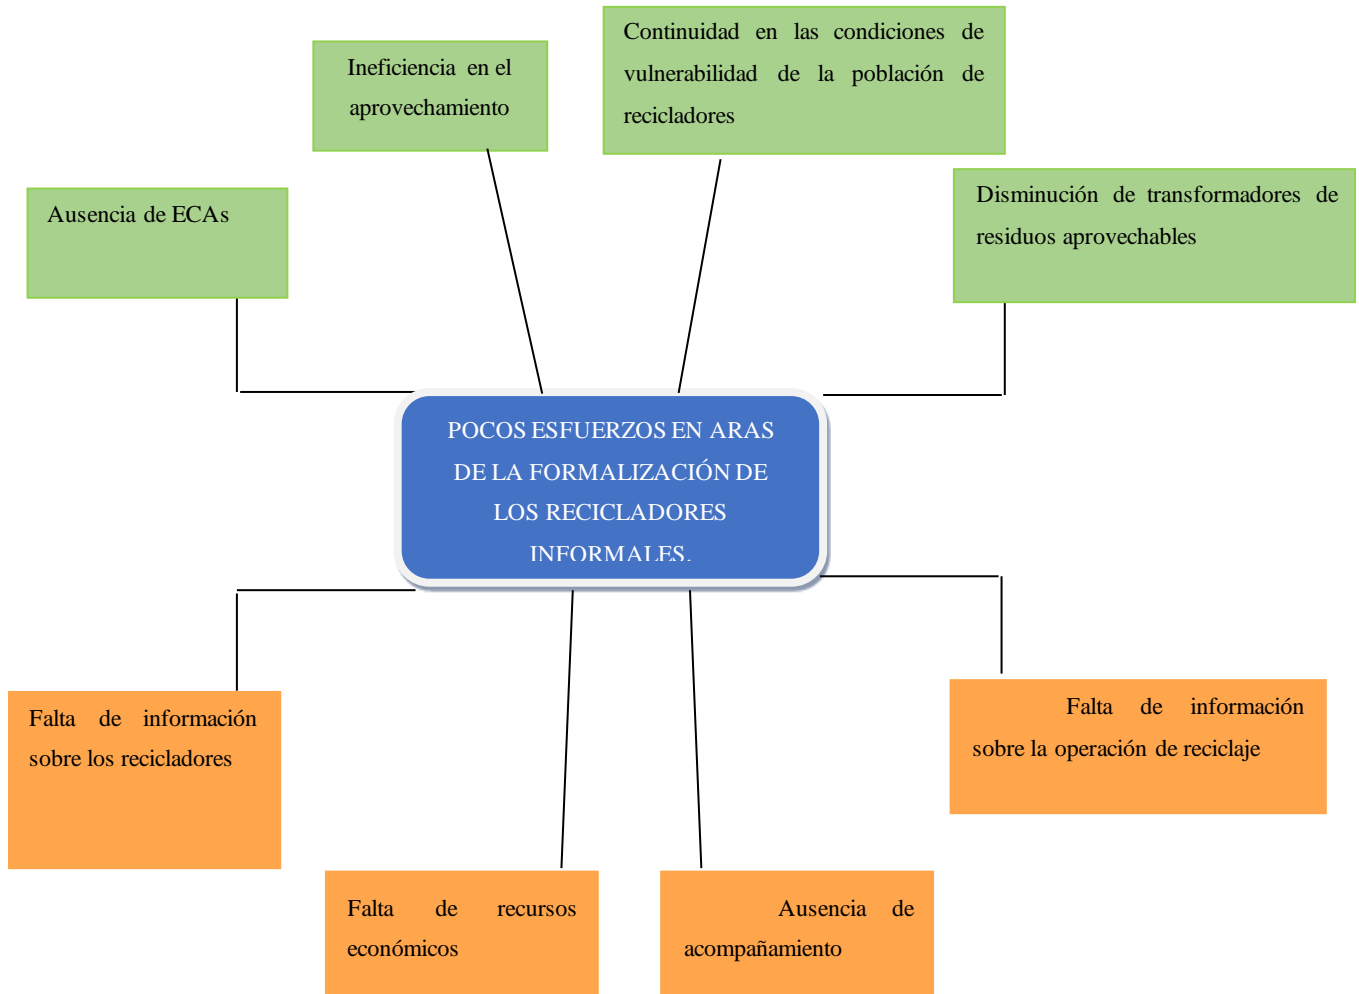 Continuidad en las condiciones de
vulnerabilidad de la población de
recicladores
Ineficiencia en el
aprovechamiento
Ausencia de ECAs
Disminución de transformadores de
residuos aprovechables
POCOS ESFUERZOS EN ARAS
DE LA FORMALIZACIÓN DE
LOS RECICLADORES
INFORMALES.
Falta de información
sobre los recicladores
Falta de información
sobre la operación de reciclaje
Falta de recursos
económicos
Ausencia de
acompañamiento